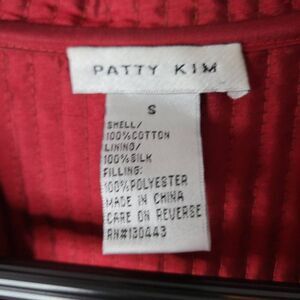 PATTY KIM
S
SHELL/
100%COTTON
LINING/
100%SILK
FILLING:
100%POLYESTER
MADE IN CHINA
CARE ON REVERSE
RN#130443